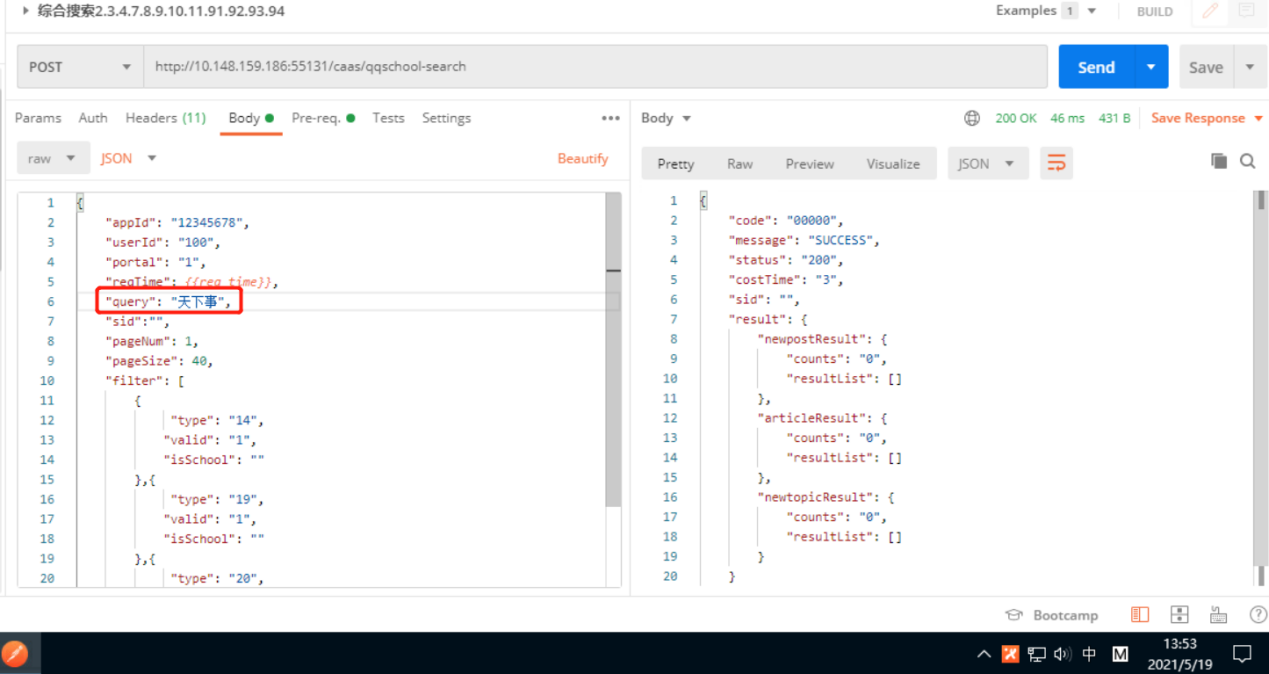 综合搜索2.3.4.7.8.9.10.11.91.92.93.94
Examples 1
BUILD
POST
http://10.148.159.186:55131/caas/qqschool-search
Send
Save
Params Auth Headers (11) Body Pre-req. Tests Settings
Body
200 OK 46 ms 431 B Save Response
raw JSON Beautify
Pretty Raw Preview Visualize JSON
1 {
2 "appId": "12345678",
3 "userId": "100",
4 "portal": "1",
5 "reqTime": {{req_time}},
6 "query": "天下事",
7 "sid":"",
8 "pageNum": 1,
9 "pageSize": 40,
10 "filter": [
11 {
12 "type": "14",
13 "valid": "1",
14 "isSchool": ""
15 },{
16 "type": "19",
17 "valid": "1",
18 "isSchool": ""
19 },{
20 "type": "20",
1 {
2 "code": "00000",
3 "message": "SUCCESS",
4 "status": "200",
5 "costTime": "3",
6 "sid": "",
7 "result": {
8 "newpostResult": {
9 "counts": "0",
10 "resultList": []
11 },
12 "articleResult": {
13 "counts": "0",
14 "resultList": []
15 },
16 "newtopicResult": {
17 "counts": "0",
18 "resultList": []
19 }
20 }
Bootcamp
中 M
13:53
2021/5/19